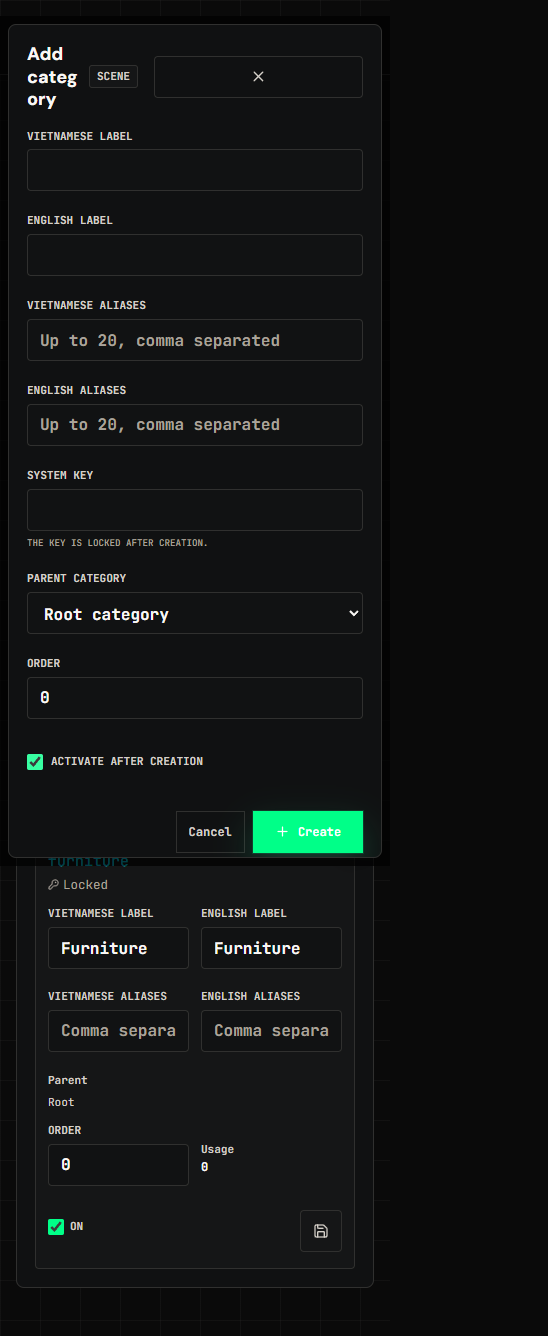 Add
categ
ory
SCENE
VIETNAMESE LABEL
ENGLISH LABEL
VIETNAMESE ALIASES
Up to 20, comma separated
ENGLISH ALIASES
Up to 20, comma separated
SYSTEM KEY
THE KEY IS LOCKED AFTER CREATION.
PARENT CATEGORY
Root category
ORDER
0
ACTIVATE AFTER CREATION
Cancel
Create
furniture
Locked
VIETNAMESE LABEL ENGLISH LABEL
Furniture Furniture
VIETNAMESE ALIASES ENGLISH ALIASES
Comma separa Comma separa
Parent
Root
ORDER
0
Usage
0
ON